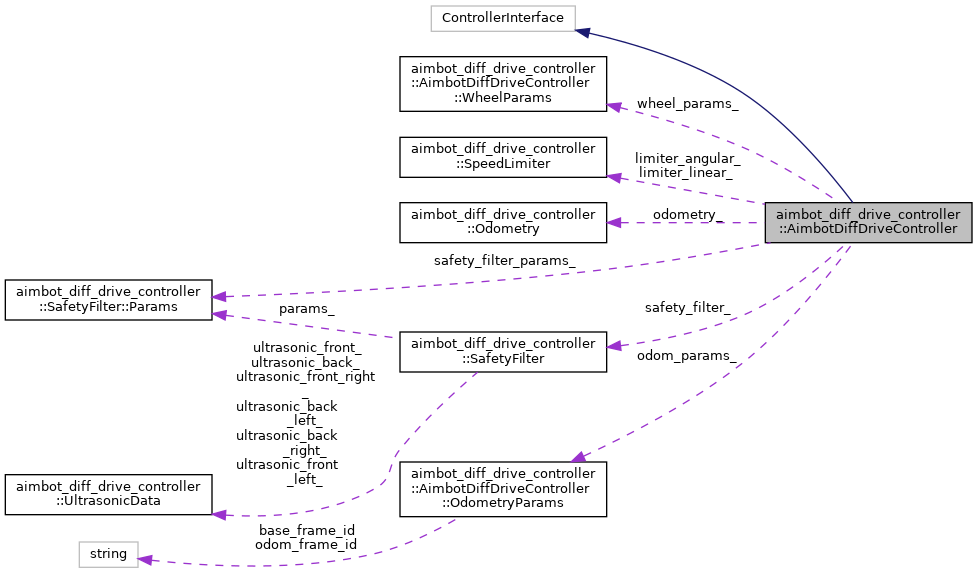 ControllerInterface
aimbot_diff_drive_controller
::AimbotDiffDriveController
::WheelParams
wheel_params_
aimbot_diff_drive_controller
::SpeedLimiter
limiter_angular_
limiter_linear_
aimbot_diff_drive_controller
::Odometry
odometry_
aimbot_diff_drive_controller
::AimbotDiffDriveController
safety_filter_params_
aimbot_diff_drive_controller
::SafetyFilter::Params
params_
safety_filter_
aimbot_diff_drive_controller
::SafetyFilter
odom_params_
ultrasonic_front_
ultrasonic_back_
ultrasonic_front_right
_
ultrasonic_back
_left_
ultrasonic_back
_right_
ultrasonic_front
_left_
aimbot_diff_drive_controller
::UltrasonicData
aimbot_diff_drive_controller
::AimbotDiffDriveController
::OdometryParams
base_frame_id
odom_frame_id
string